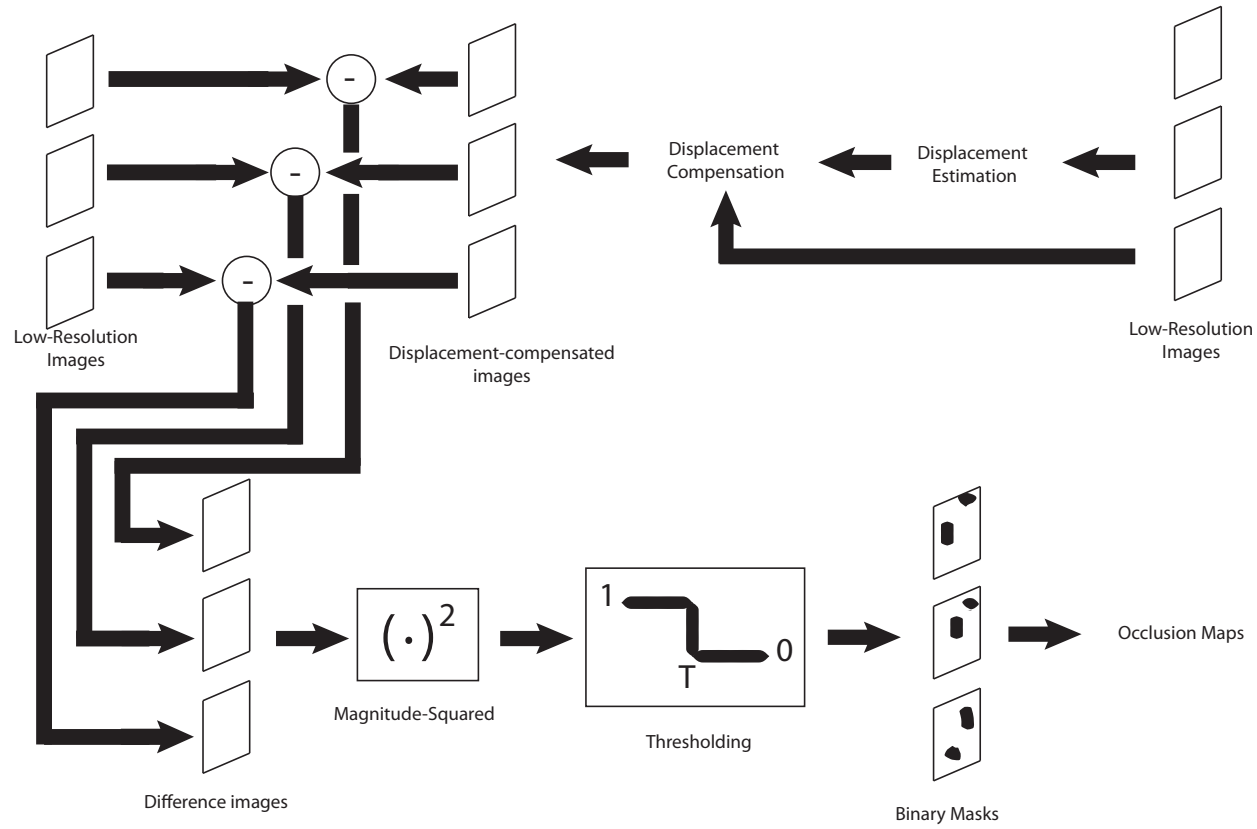 -
-
-
Displacement
Compensation
Displacement
Estimation
Low-Resolution
Images
Displacement-compensated
images
Low-Resolution
Images
(·)²
1
T
0
Magnitude-Squared
Thresholding
Occlusion Maps
Difference images
Binary Masks